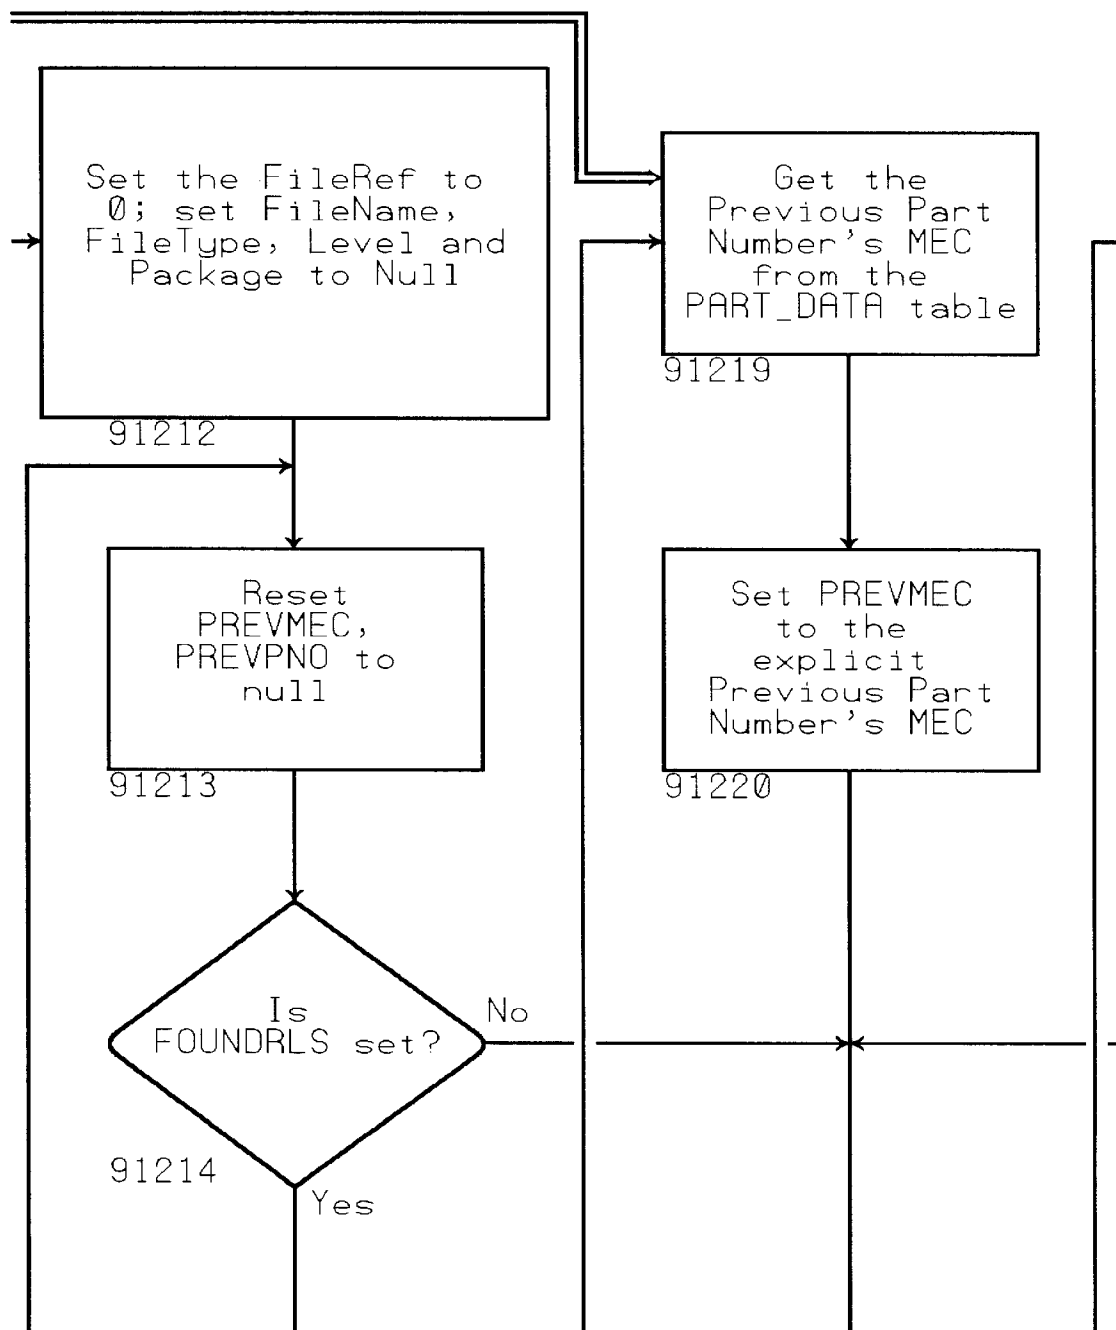 Set the FileRef to
0; set FileName,
FileType, Level and
Package to Null
91212
Get the
Previous Part
Number's MEC
from the
PART_DATA table
91219
Reset
PREVMEC,
PREVPNO to
null
91213
Set PREVMEC
to the
explicit
Previous Part
Number's MEC
91220
Is
FOUNDRLS set?
No
91214
Yes